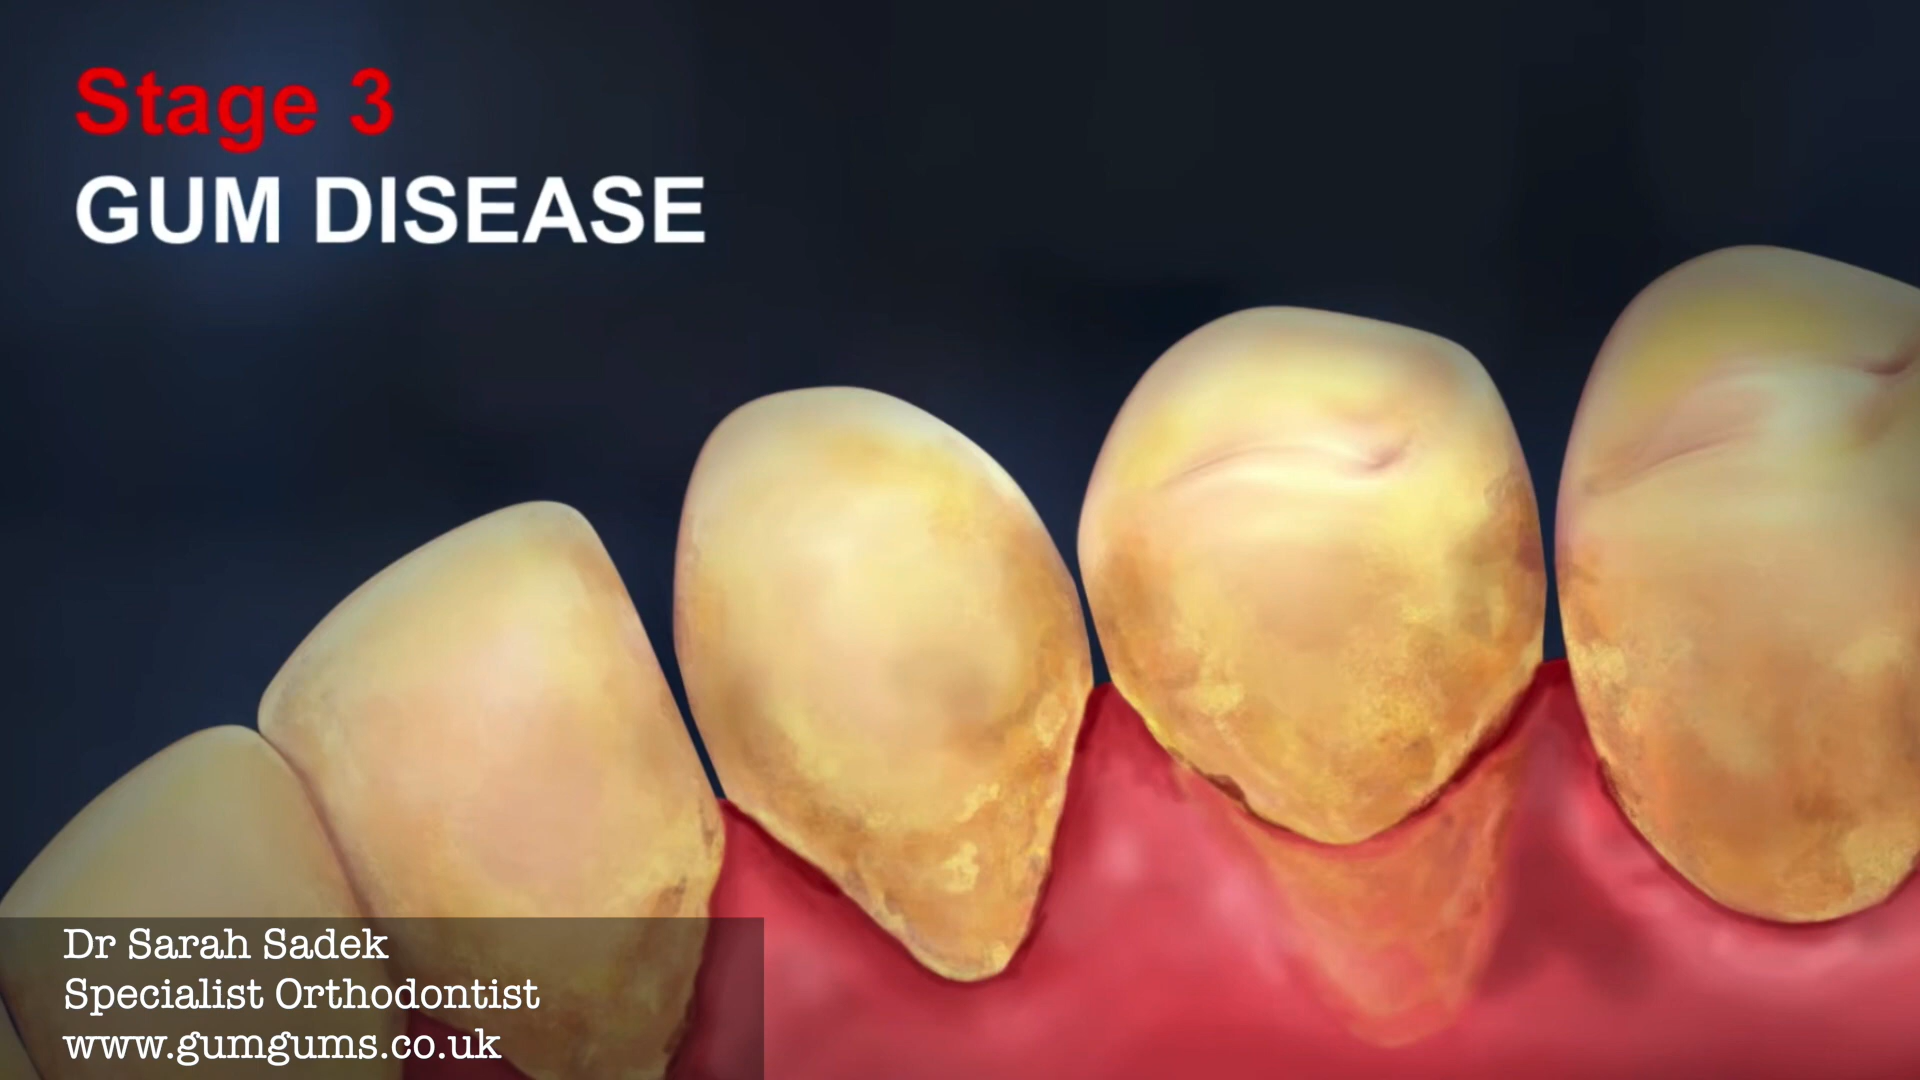 Stage 3
GUM DISEASE
Dr Sarah Sadek
Specialist Orthodontist
www.gumgums.co.uk